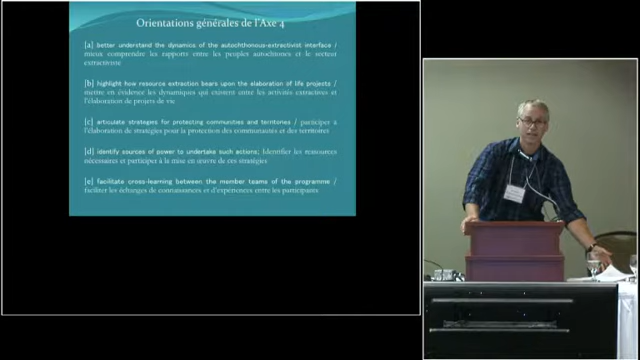 Orientations générales de l'Axe 4
[a] better understand the dynamics of the autochthonous-extractivist interface /
mieux comprendre les rapports entre les peuples autochtones et le secteur
extractiviste
[b] highlight how resource extraction bears upon the elaboration of life projects /
mettre en évidence les dynamiques qui existent entre les activités extractives et
l'élaboration de projets de vie
[c] articulate strategies for protecting communities and territories / participer à
l'élaboration de stratégies pour la protection des communautés et des territoires
[d] identify sources of power to undertake such actions; Identifier les ressources
nécessaires et participer à la mise en œuvre de ces stratégies
[e] facilitate cross-learning between the member teams of the programme /
faciliter les échanges de connaissances et d'expériences entre les participants